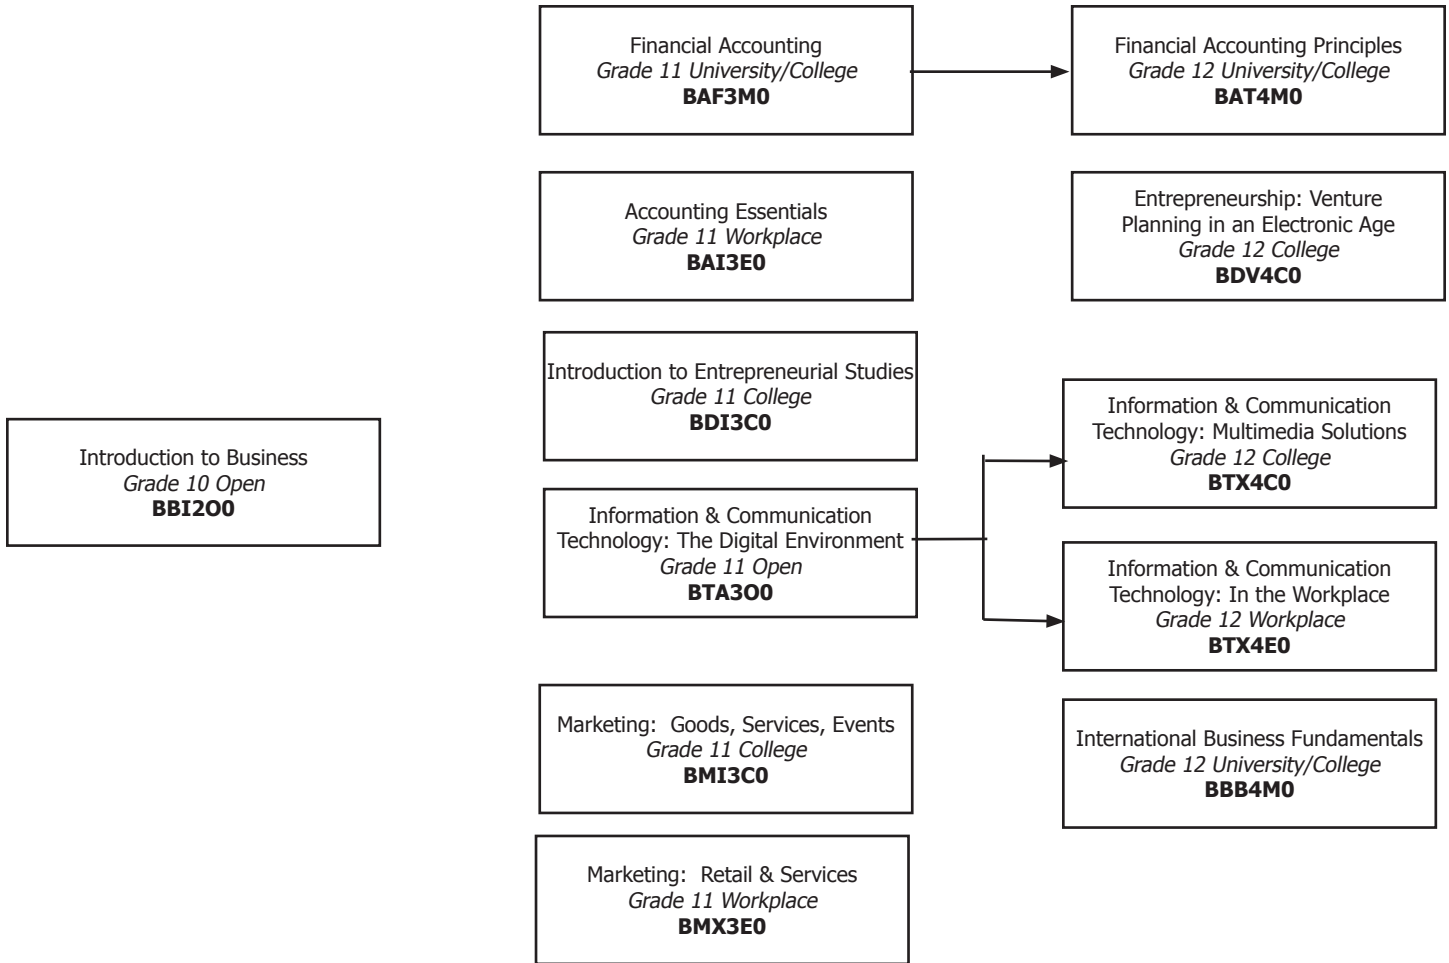 Financial Accounting
Grade 11 University/College
BAF3M0
Financial Accounting Principles
Grade 12 University/College
BAT4M0
Accounting Essentials
Grade 11 Workplace
BAI3E0
Entrepreneurship: Venture
Planning in an Electronic Age
Grade 12 College
BDV4C0
Introduction to Entrepreneurial Studies
Grade 11 College
BDI3C0
Information & Communication
Technology: Multimedia Solutions
Grade 12 College
BTX4C0
Introduction to Business
Grade 10 Open
BBI2O0
Information & Communication
Technology: The Digital Environment
Grade 11 Open
BTA3O0
Information & Communication
Technology: In the Workplace
Grade 12 Workplace
BTX4E0
Marketing:  Goods, Services, Events
Grade 11 College
BMI3C0
International Business Fundamentals
Grade 12 University/College
BBB4M0
Marketing:  Retail & Services
Grade 11 Workplace
BMX3E0